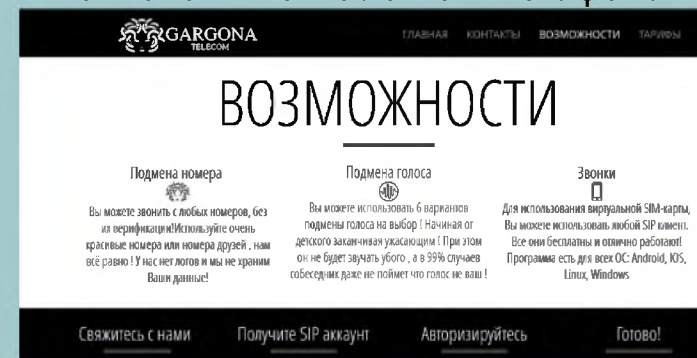 GARGONA
TELECOM
ГЛАВНАЯ КОНТАКТЫ ВОЗМОЖНОСТИ ТАРИФЫ
ВОЗМОЖНОСТИ
Подмена номера
Вы можете звонить с любых номеров, без
их верификации!Используйте очень
красивые номера или номера друзей , нам
всё равно ! У нас нет логов и мы не храним
Ваши данные!
Подмена голоса
Вы можете использовать 6 вариантов
подмены голоса на выбор ! Начиная от
детского заканчивая ужасающим ! При этом
он не будет звучать убого , а в 99% случаев
собеседник даже не поймет что голос не ваш !
Звонки
Для использования виртуальной SIM-карты,
Вы можете использовать любой SIP клиент.
Все они бесплатны и отлично работают!
Программа есть для всех ОС: Android, IOS,
Linux, Windows
Свяжитесь с нами Получите SIP аккаунт Авторизируйтесь Готово!